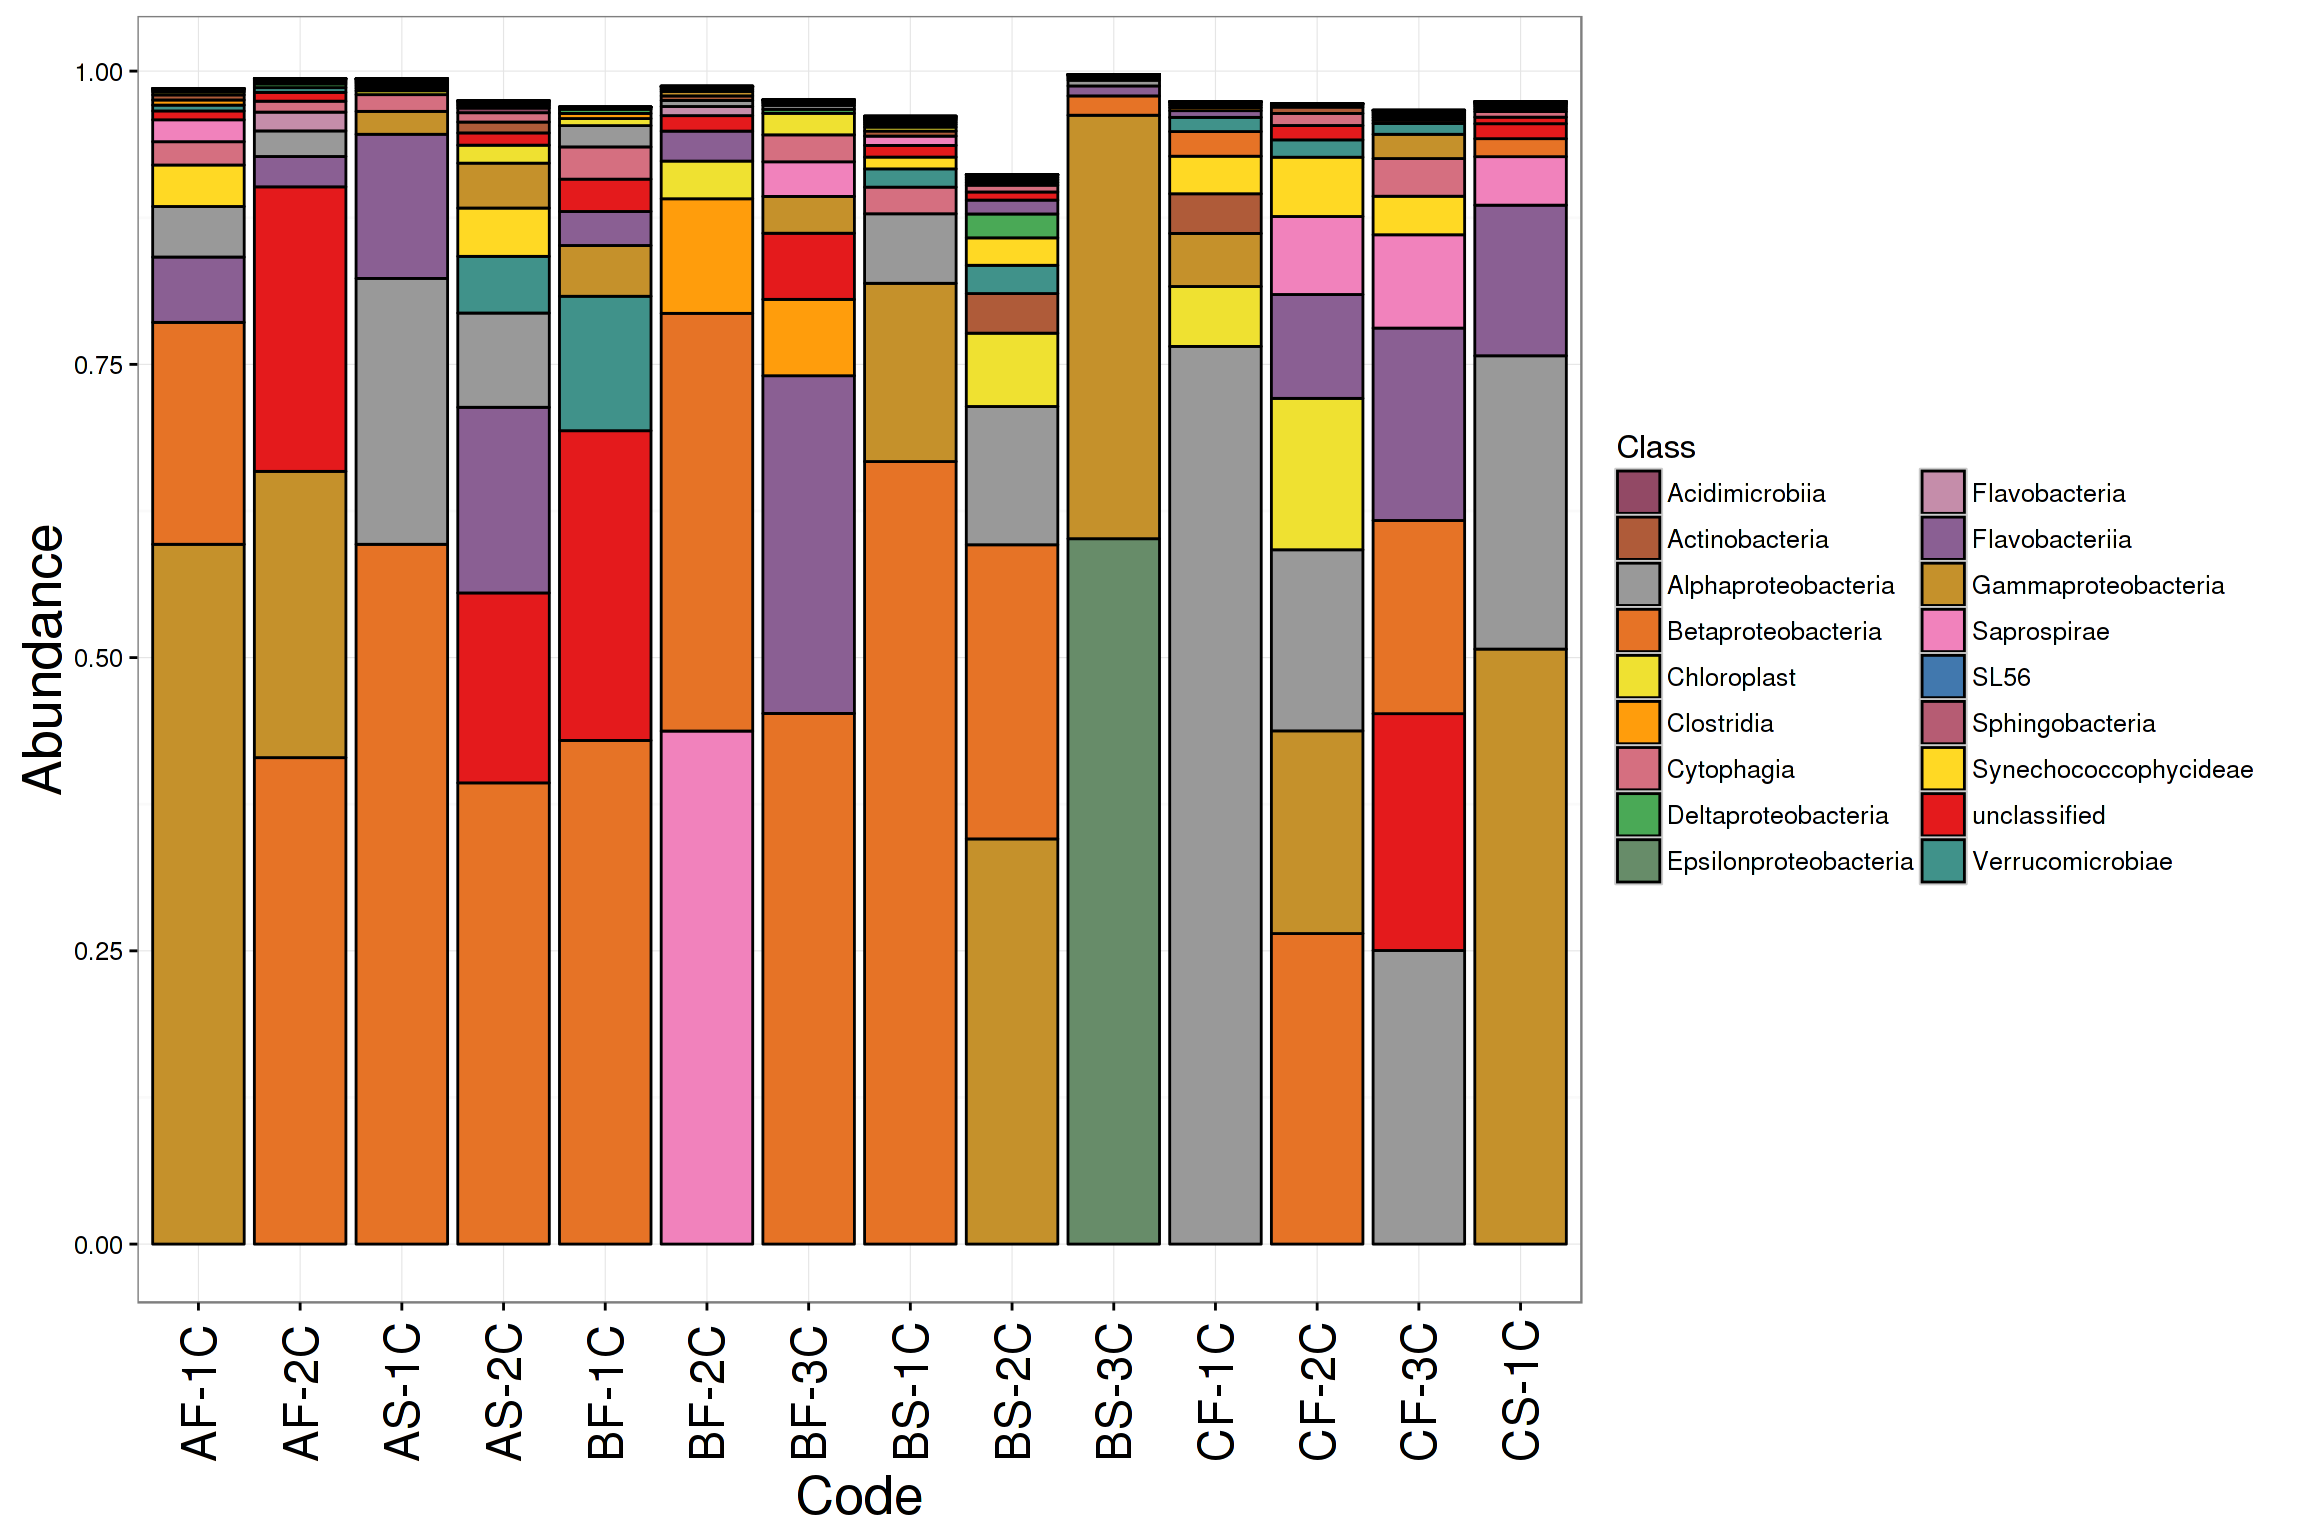 1.00
0.75
0.50
0.25
0.00
Abundance
AF-1C
AF-2C
AS-1C
AS-2C
BF-1C
BF-2C
BF-3C
BS-1C
BS-2C
BS-3C
CF-1C
CF-2C
CF-3C
CS-1C
Code
Class
Acidimicrobiia
Actinobacteria
Alphaproteobacteria
Betaproteobacteria
Chloroplast
Clostridia
Cytophagia
Deltaproteobacteria
Epsilonproteobacteria
Flavobacteria
Flavobacteriia
Gammaproteobacteria
Saprospirae
SL56
Sphingobacteria
Synechococcophycideae
unclassified
Verrucomicrobiae